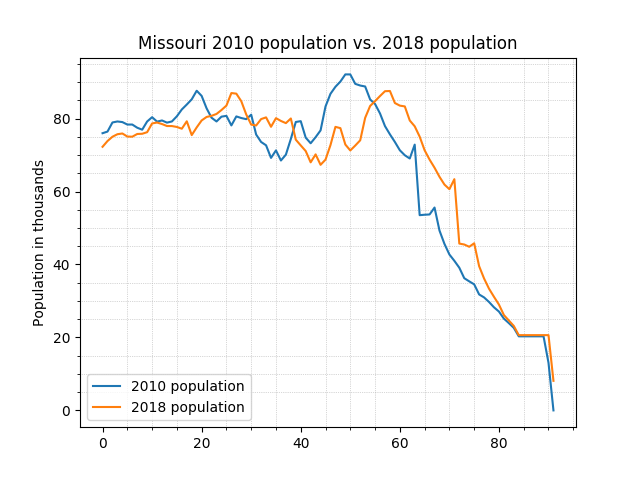 Missouri 2010 population vs. 2018 population
Population in thousands
80
60
40
20
0
2010 population
2018 population
0 20 40 60 80